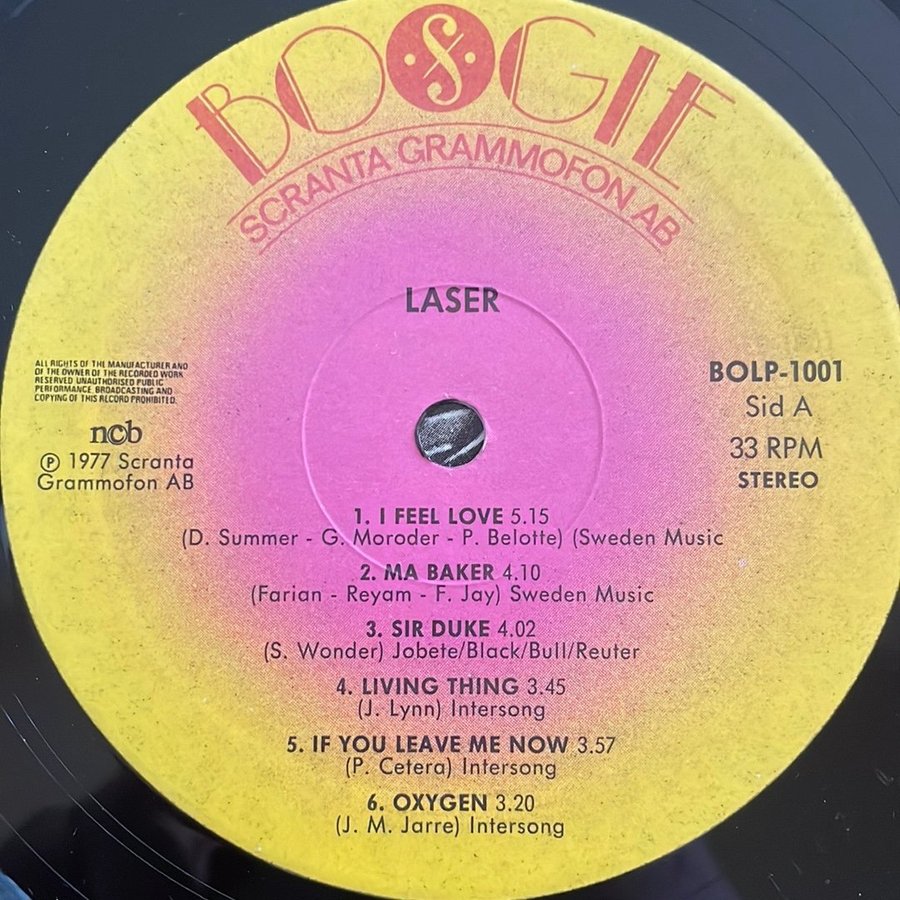 BOOGIE
S
SCRANTA GRAMMOFON AB
LASER
ALL RIGHTS OF THE MANUFACTURER AND
OF THE OWNER OF THE RECORDED WORK
RESERVED UNAUTHORISED PUBLIC
PERFORMANCE, BROADCASTING AND
COPYING OF THIS RECORD PROHIBITED.
ncb
Ⓟ 1977 Scranta
Grammofon AB
BOLP-1001
Sid A
33 RPM
STEREO
1. I FEEL LOVE 5.15
(D. Summer - G. Moroder - P. Belotte) (Sweden Music
2. MA BAKER 4.10
(Farian - Reyam - F. Jay) Sweden Music
3. SIR DUKE 4.02
(S. Wonder) Jobete/Black/Bull/Reuter
4. LIVING THING 3.45
(J. Lynn) Intersong
5. IF YOU LEAVE ME NOW 3.57
(P. Cetera) Intersong
6. OXYGEN 3.20
(J. M. Jarre) Intersong